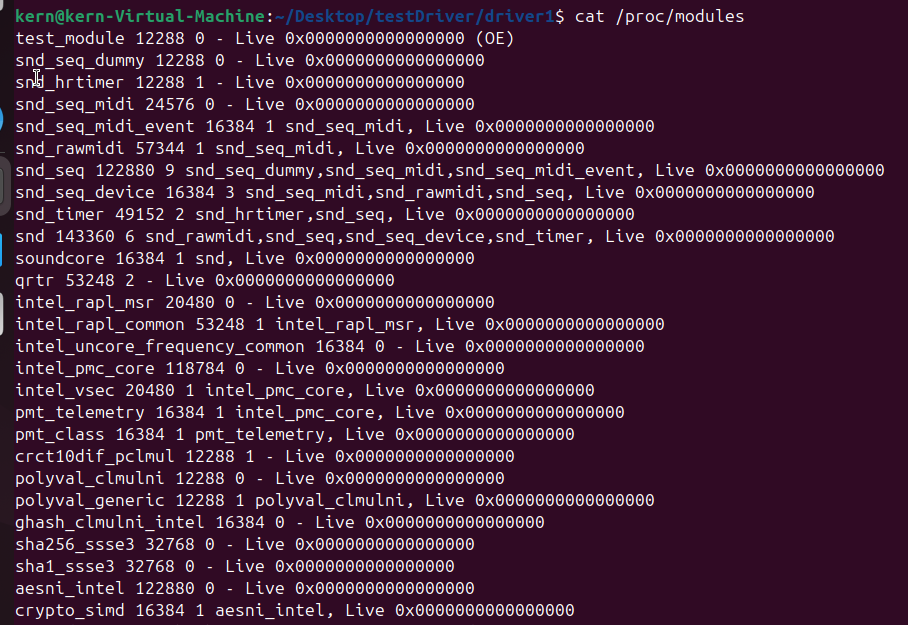 kern@kern-Virtual-Machine:~/Desktop/testDriver/driver1$ cat /proc/modules
test_module 12288 0 - Live 0x0000000000000000 (OE)
snd_seq_dummy 12288 0 - Live 0x0000000000000000
snd_hrtimer 12288 1 - Live 0x0000000000000000
snd_seq_midi 24576 0 - Live 0x0000000000000000
snd_seq_midi_event 16384 1 snd_seq_midi, Live 0x0000000000000000
snd_rawmidi 57344 1 snd_seq_midi, Live 0x0000000000000000
snd_seq 122880 9 snd_seq_dummy,snd_seq_midi,snd_seq_midi_event, Live 0x0000000000000000
snd_seq_device 16384 3 snd_seq_midi,snd_rawmidi,snd_seq, Live 0x0000000000000000
snd_timer 49152 2 snd_hrtimer,snd_seq, Live 0x0000000000000000
snd 143360 6 snd_rawmidi,snd_seq,snd_seq_device,snd_timer, Live 0x0000000000000000
soundcore 16384 1 snd, Live 0x0000000000000000
qrtr 53248 2 - Live 0x0000000000000000
intel_rapl_msr 20480 0 - Live 0x0000000000000000
intel_rapl_common 53248 1 intel_rapl_msr, Live 0x0000000000000000
intel_uncore_frequency_common 16384 0 - Live 0x0000000000000000
intel_pmc_core 118784 0 - Live 0x0000000000000000
intel_vsec 20480 1 intel_pmc_core, Live 0x0000000000000000
pmt_telemetry 16384 1 intel_pmc_core, Live 0x0000000000000000
pmt_class 16384 1 pmt_telemetry, Live 0x0000000000000000
crct10dif_pclmul 12288 1 - Live 0x0000000000000000
polyval_clmulni 12288 0 - Live 0x0000000000000000
polyval_generic 12288 1 polyval_clmulni, Live 0x0000000000000000
ghash_clmulni_intel 16384 0 - Live 0x0000000000000000
sha256_ssse3 32768 0 - Live 0x0000000000000000
sha1_ssse3 32768 0 - Live 0x0000000000000000
aesni_intel 122880 0 - Live 0x0000000000000000
crypto_simd 16384 1 aesni_intel, Live 0x0000000000000000